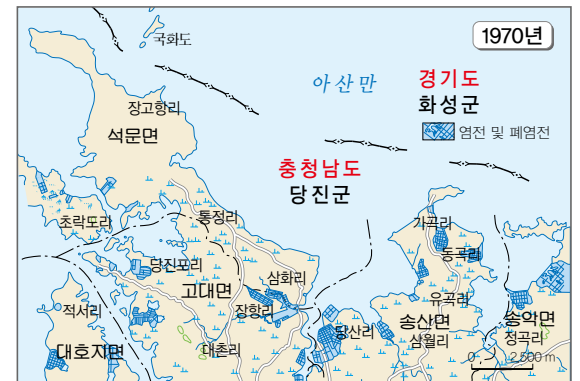 국화도
1970년
아산만
경기도
화성군
염전 및 폐염전
장고항리
석문면
충청남도
당진군
초락도리
통정리
가곡리
동곡리
당진포리
고대면
삼화리
유곡리
적서리
장항리
송산면
송악면
당산리
삼월리
정곡리
대호지면
대촌리
0
2,500 m